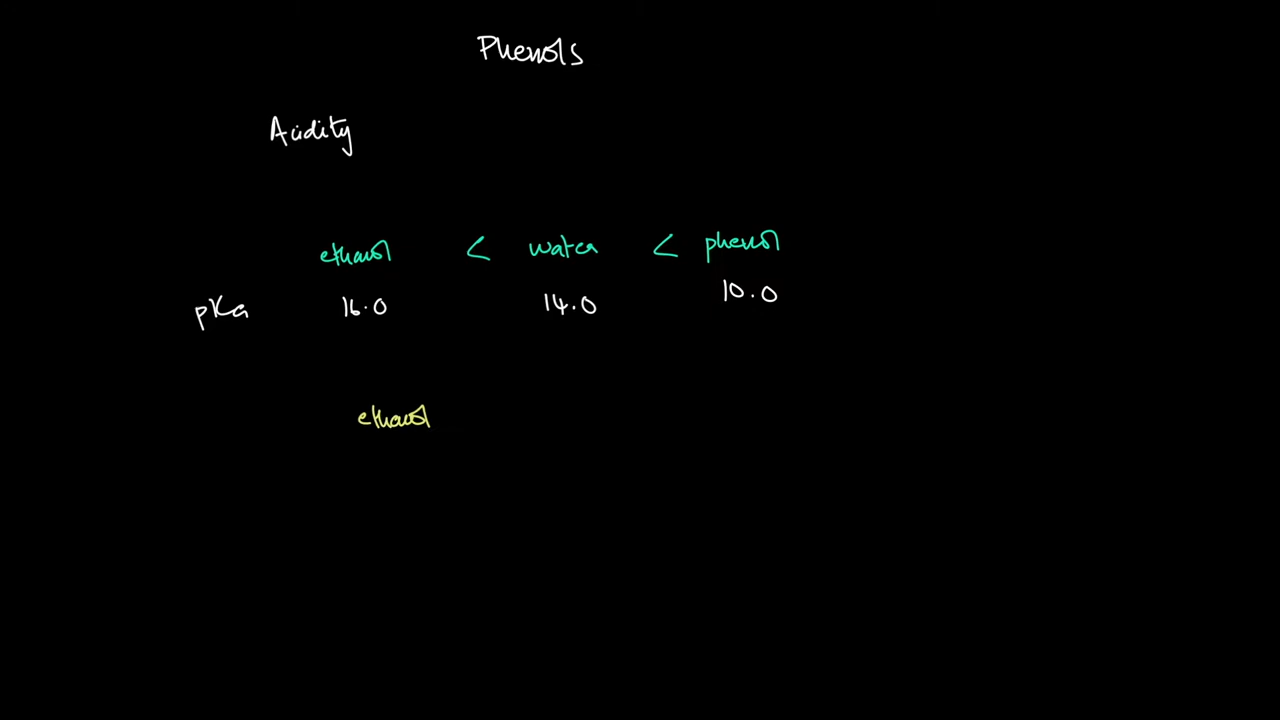 Phenols
Acidity
ethanol < water < phenol
pKa 16.0 14.0 10.0
ethanol